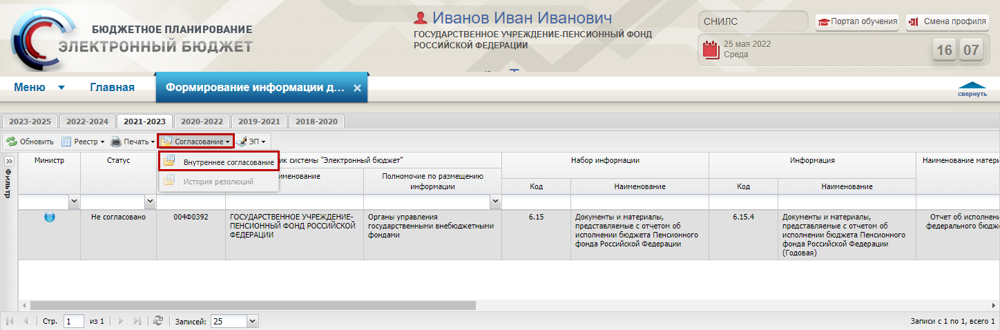 БЮДЖЕТНОЕ ПЛАНИРОВАНИЕ
ЭЛЕКТРОННЫЙ БЮДЖЕТ
Иванов Иван Иванович
ГОСУДАРСТВЕННОЕ УЧРЕЖДЕНИЕ-ПЕНСИОННЫЙ ФОНД
РОССИЙСКОЙ ФЕДЕРАЦИИ
СНИЛС
Портал обучения
Смена профиля
25 мая 2022
Среда
16 07
Меню
Главная
Формирование информации д...
свернуть
2023-2025
2022-2024
2021-2023
2020-2022
2019-2021
2018-2020
Обновить
Реестр
Печать
Согласование
ЭП
Внутреннее согласование
История резолюций
Фильтр
Министр
Статус
ик системы "Электронный бюджет"
именование
Полномочие по размещению
информации
Набор информации
Код
Наименование
Информация
Код
Наименование
Наименование матери
Не согласовано
004Ф0392
ГОСУДАРСТВЕННОЕ УЧРЕЖДЕНИЕ-
ПЕНСИОННЫЙ ФОНД РОССИЙСКОЙ
ФЕДЕРАЦИИ
Органы управления
государственными внебюджетными
фондами
6.15
Документы и материалы,
представляемые с отчетом об
исполнении бюджета Пенсионного
фонда Российской Федерации
6.15.4
Документы и материалы,
представляемые с отчетом об
исполнении бюджета Пенсионного
фонда Российской Федерации
(Годовая)
Отчет об исполнени
федерального бюдж
Стр. 1 из 1
Записей: 25
Записи с 1 по 1, всего 1